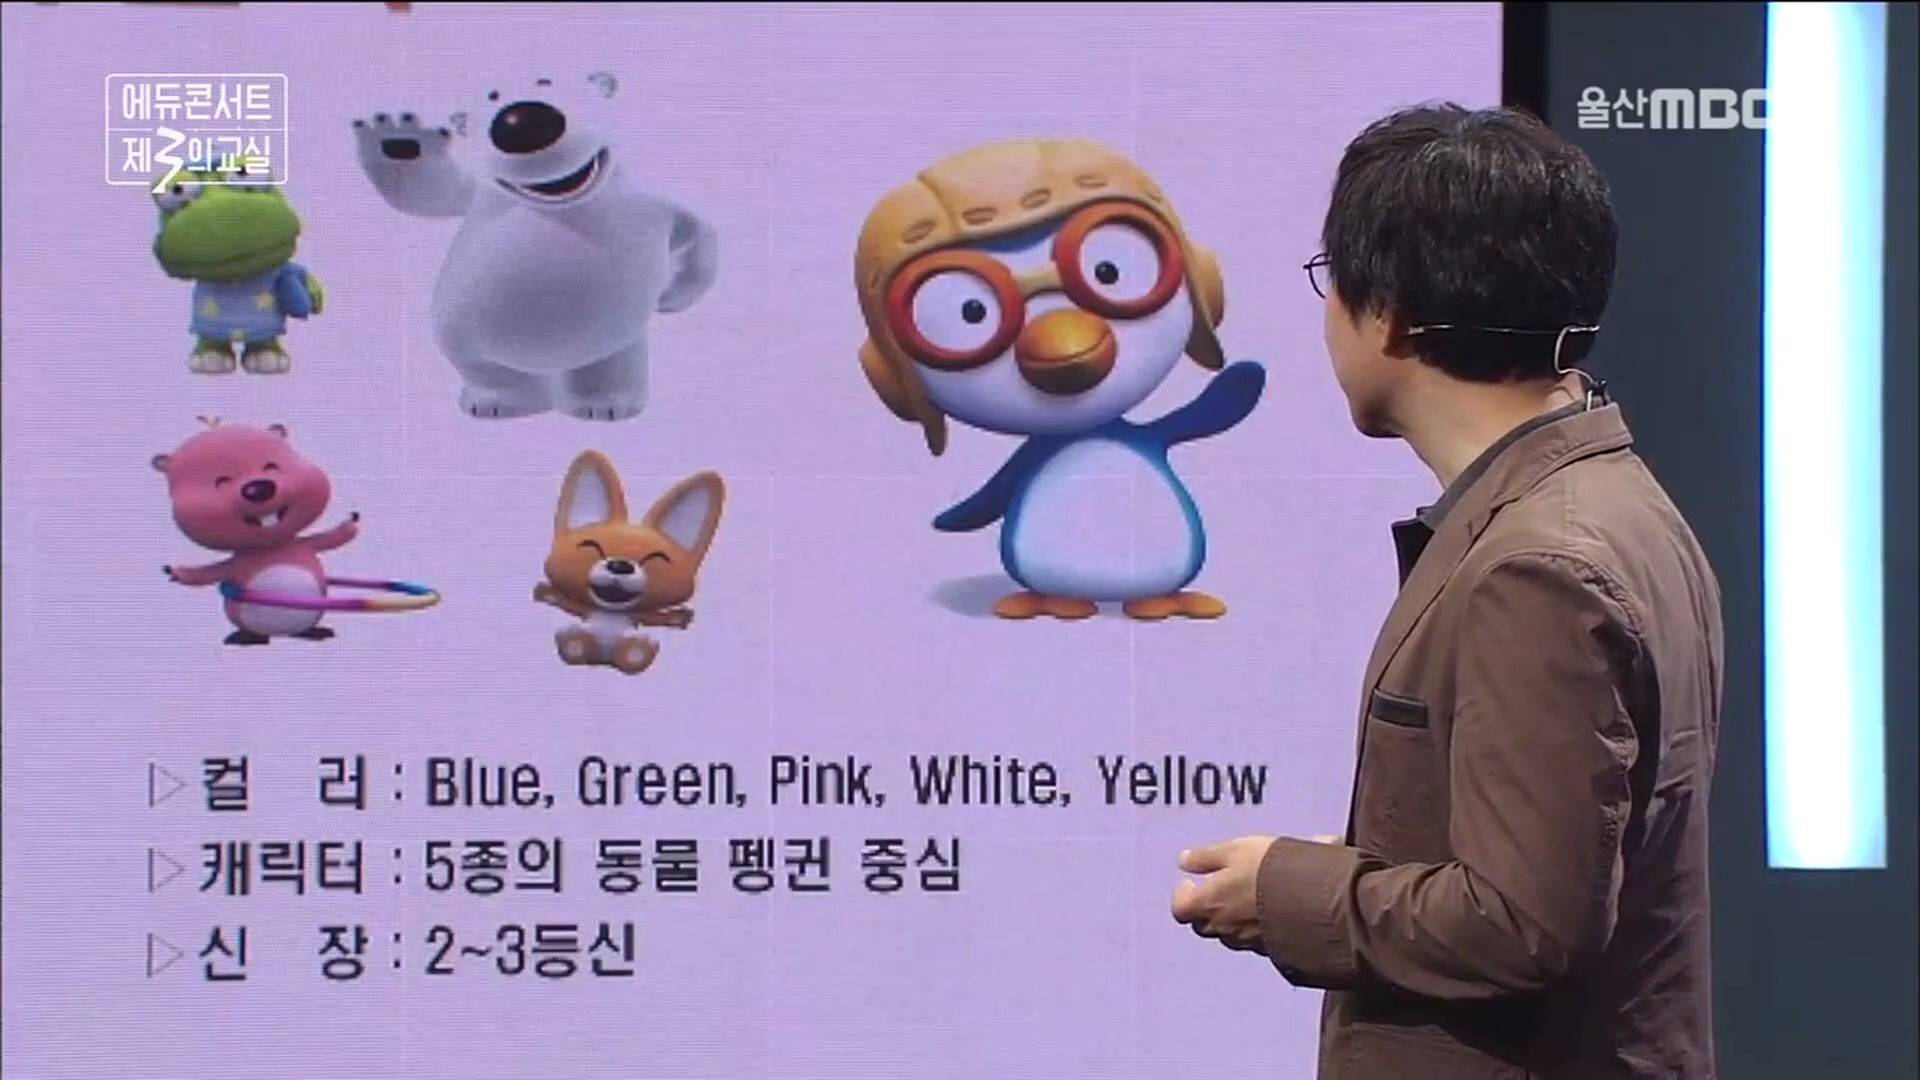 에듀콘서트
제3의교실
울산MBC
▷ 컬 러 : Blue, Green, Pink, White, Yellow
▷ 캐릭터 : 5종의 동물 펭귄 중심
▷ 신 장 : 2~3등신